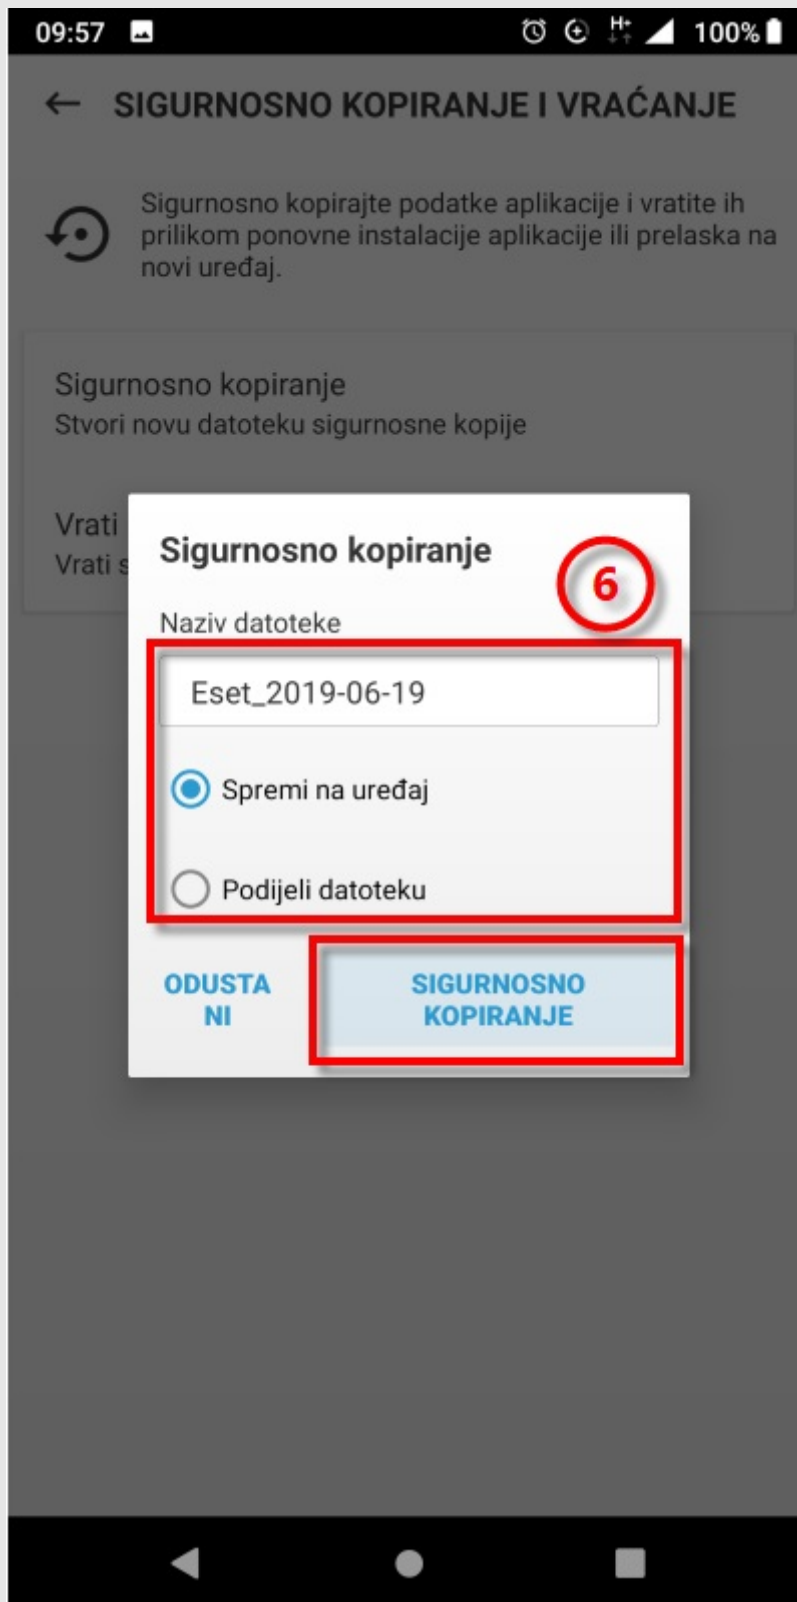 09:57
H+
100%
SIGURNOSNO KOPIRANJE I VRAĆANJE
Sigurnosno kopirajte podatke aplikacije i vratite ih
prilikom ponovne instalacije aplikacije ili prelaska na
novi uređaj.
Sigurnosno kopiranje
Stvori novu datoteku sigurnosne kopije
Vrati
Vrati s
Sigurnosno kopiranje
6
Naziv datoteke
Eset_2019-06-19
Spremi na uređaj
Podijeli datoteku
ODUSTA
NI
SIGURNOSNO
KOPIRANJE